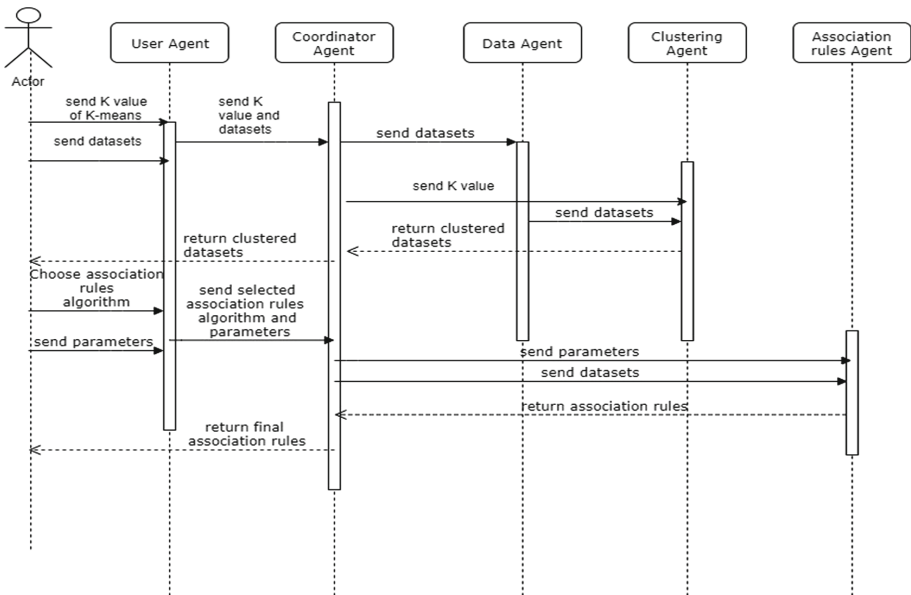 User Agent
Coordinator
Agent
Data Agent
Clustering
Agent
Association
rules Agent
Actor
send K value
of K-means
send K
value and
datasets
send datasets
send datasets
send K value
send datasets
return clustered
datasets
return clustered
datasets
Choose association
rules
algorithm
send selected
association rules
algorithm and
parameters
send parameters
send parameters
send datasets
return association rules
return final
association rules